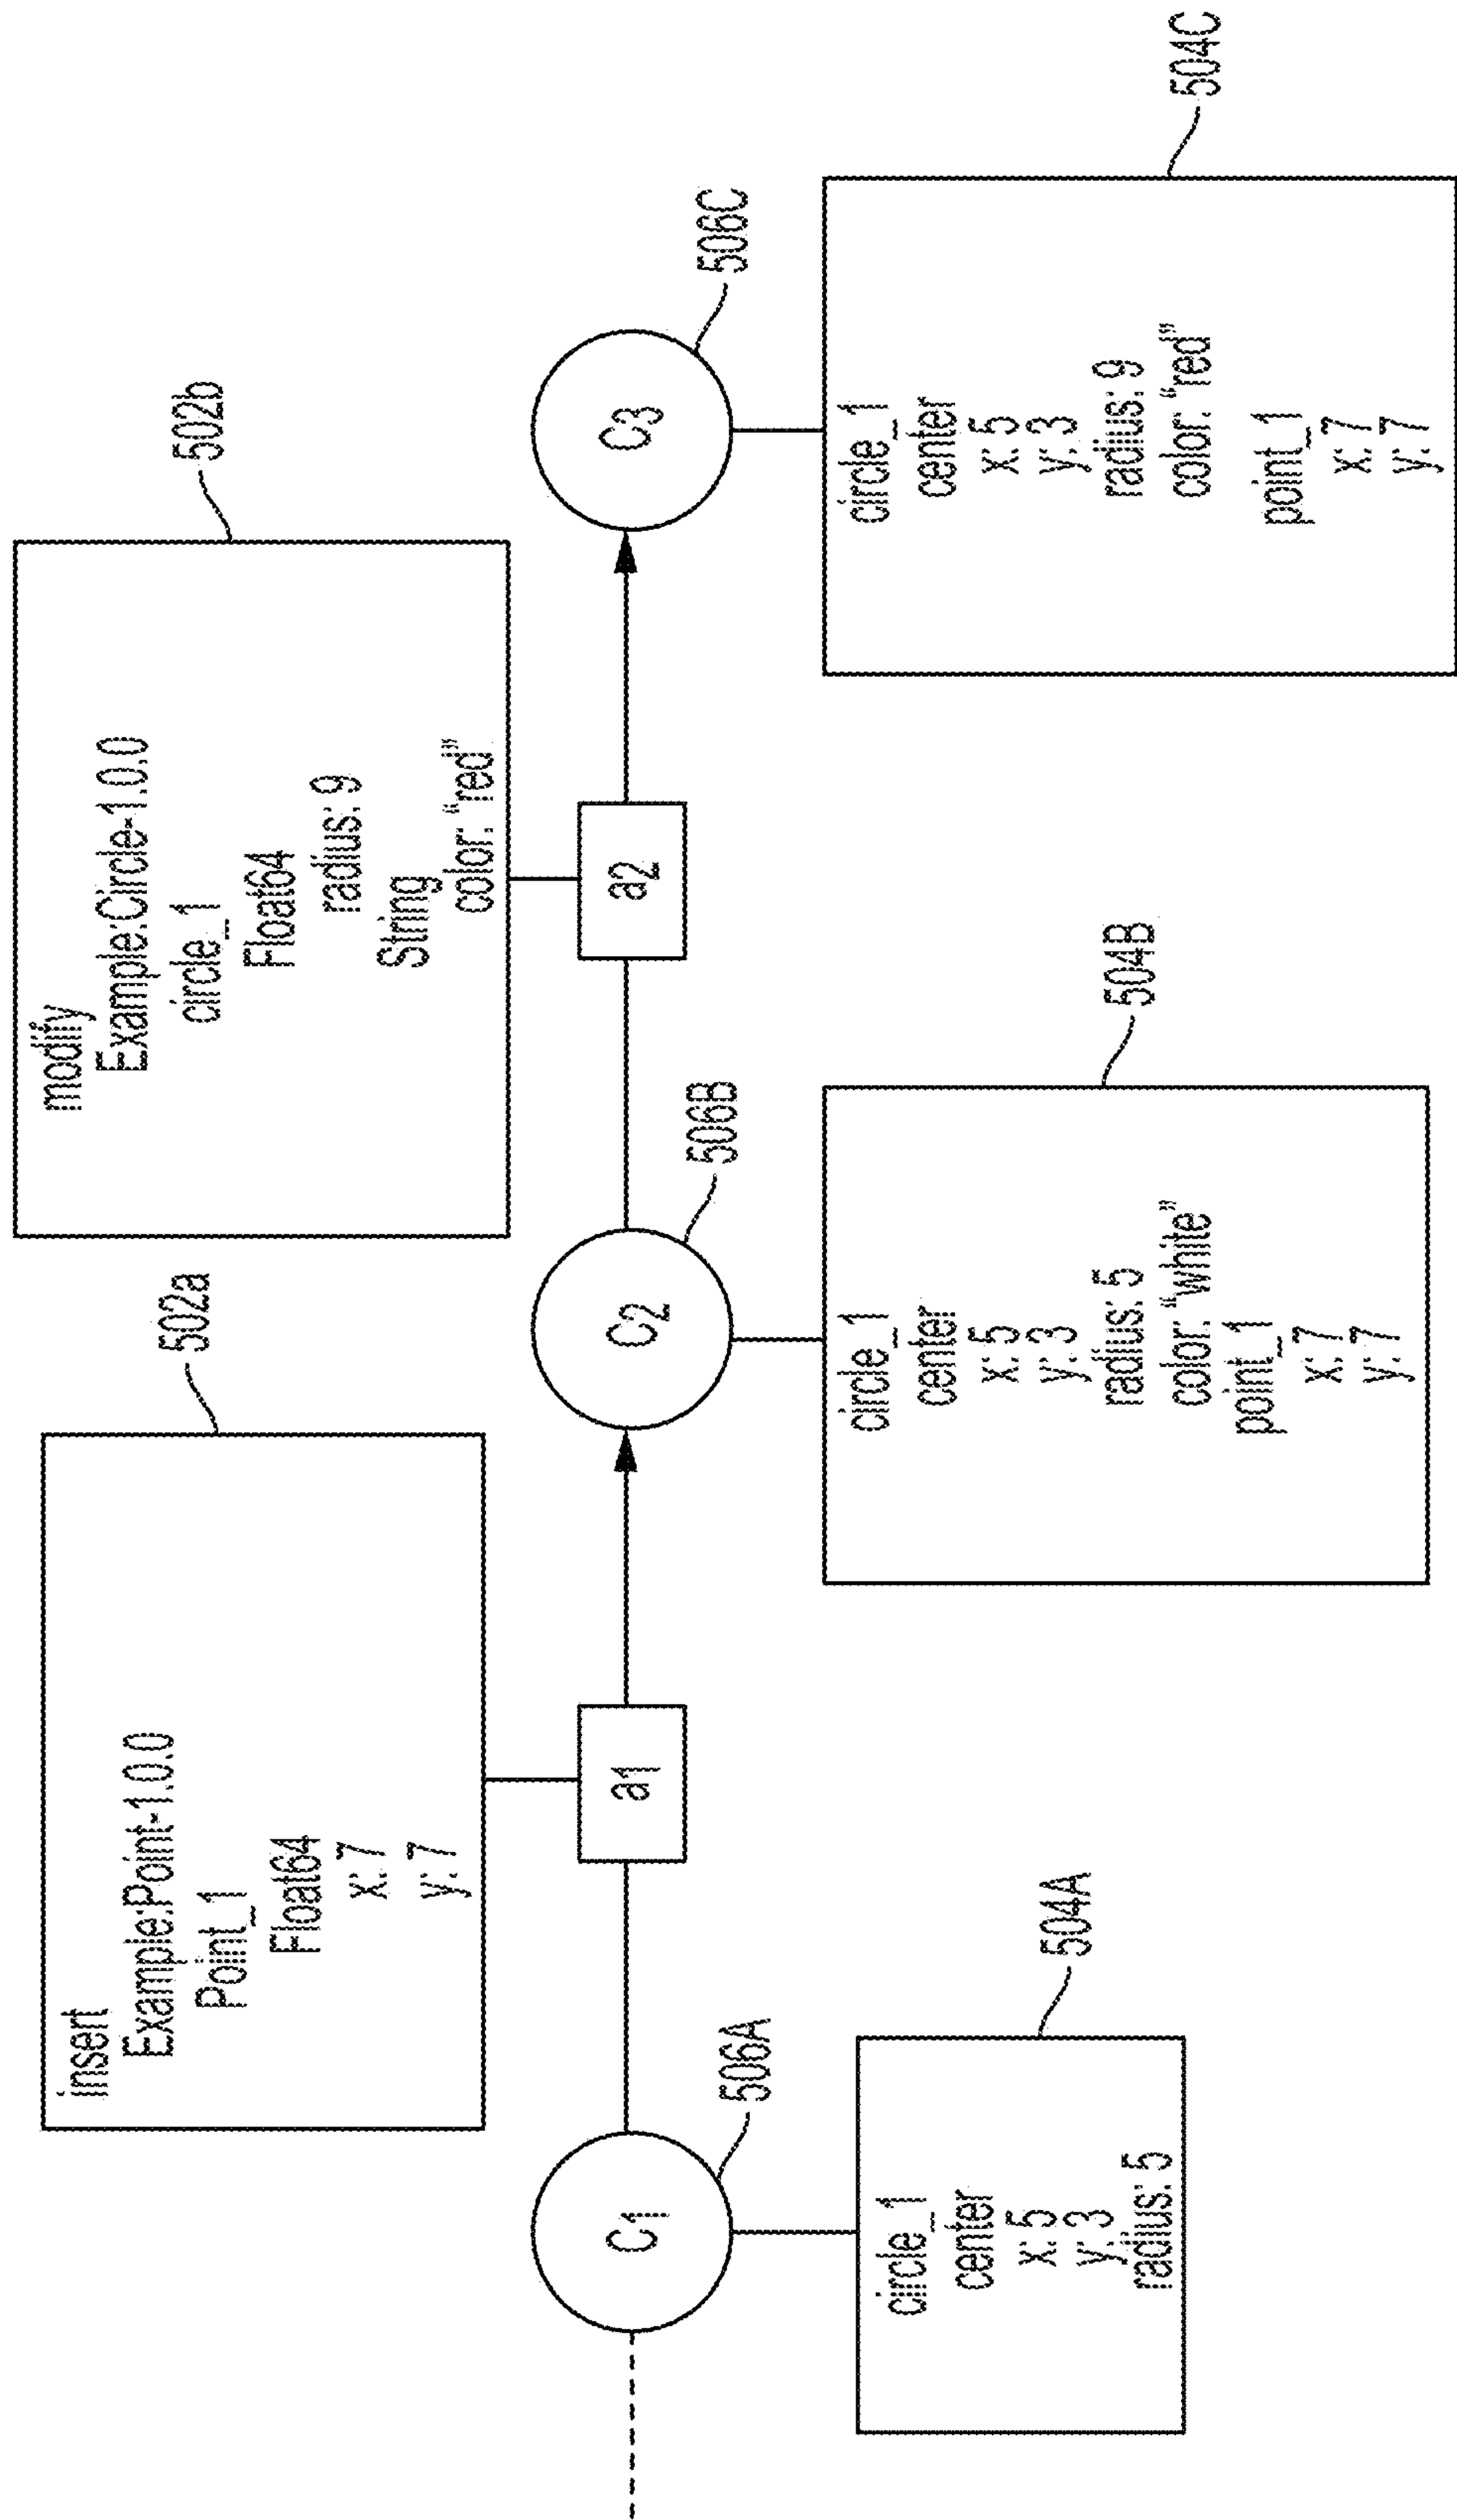 502a
insert
Example:Point-1.0.0
Point_1
Float64
x: 7
y: 7
502b
modify
Example:Circle-1.0.0
circle_1
Float64
radius: 9
String
color: “red”
C1
506A
a1
C2
506B
a2
C3
506C
504A
circle_1
center
x: 5
y: 3
radius: 5
504B
circle_1
center
x: 5
y: 3
radius: 5
color: “white”
point_1
x: 7
y: 7
504C
circle_1
center
x: 5
y: 3
radius: 9
color: “red”
point_1
x: 7
y: 7